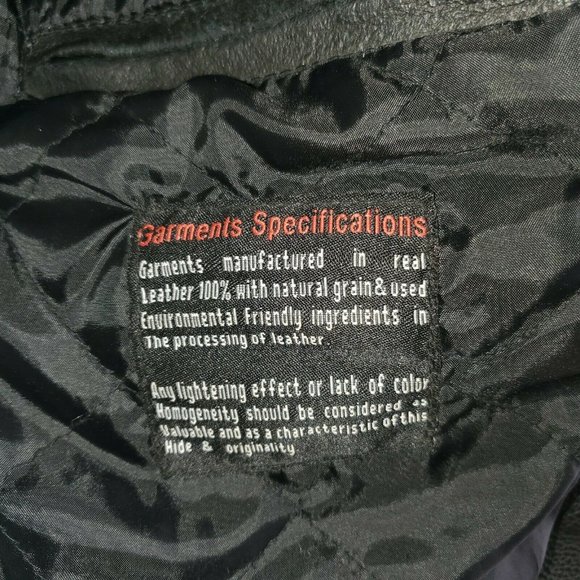 Garments Specifications
Garments manufactured in real
Leather 100% with natural grain & used
Environmental Friendly ingredients in
The processing of leather.
Any lightening effect or lack of color
Homogeneity should be considered as
Valuable and as a characteristic of this
Hide & originality